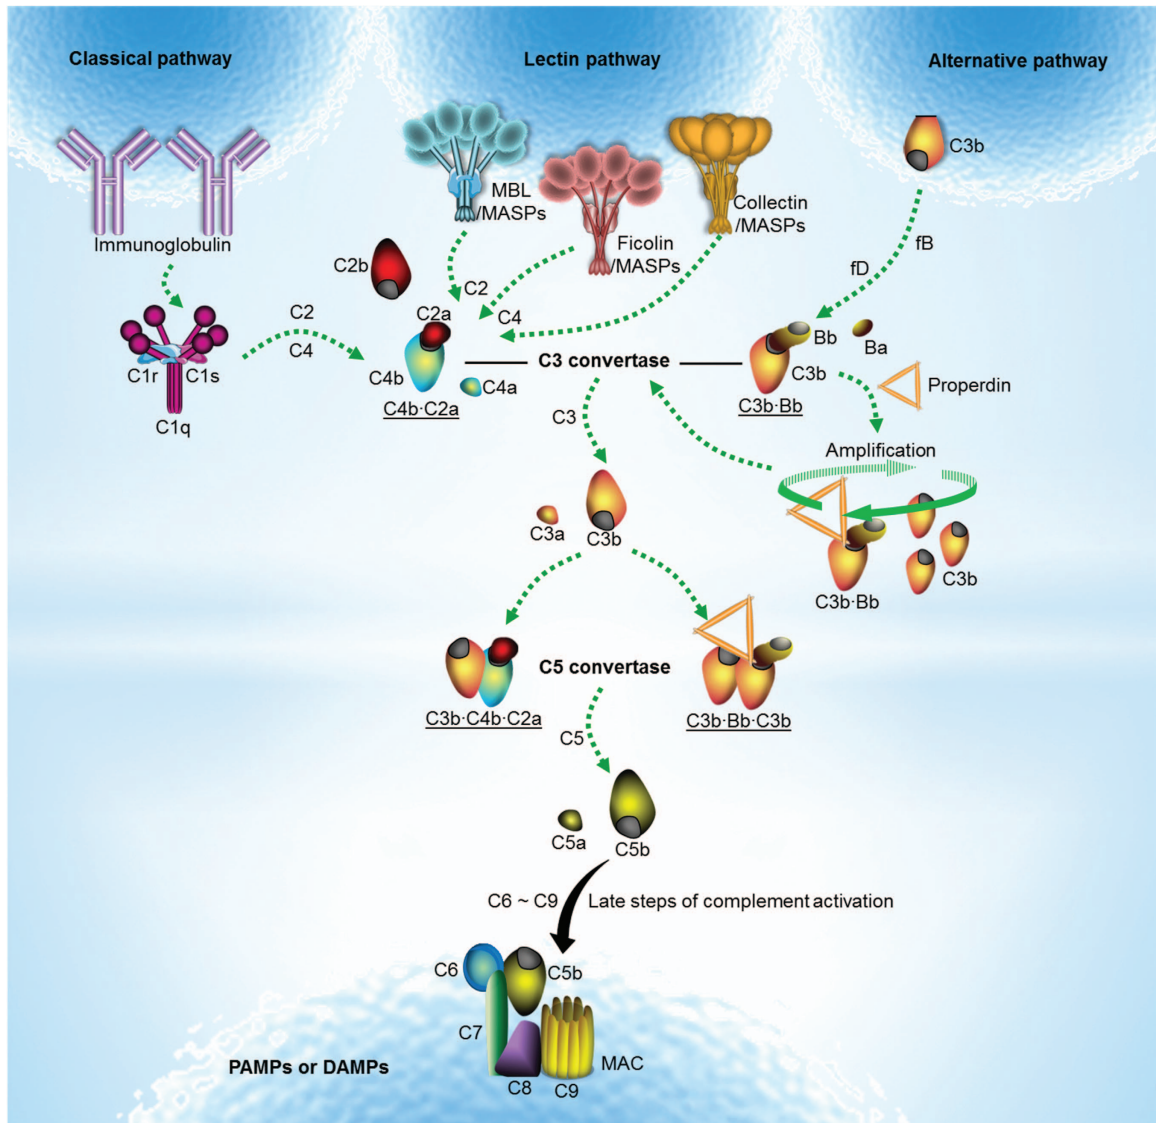 Classical pathway
Lectin pathway
Alternative pathway
C3b
MBL
/MASPs
Collectin
/MASPs
Immunoglobulin
Ficolin
/MASPs
fB
C2b
fD
C2
C2a
C4
C2
C4
Bb
Ba
C1r
C1s
C4b
C4a
C3 convertase
C3b
Properdin
C4b·C2a
C3b·Bb
C1q
C3
Amplification
C3a
C3b
C3b
C3b·Bb
C5 convertase
C3b·C4b·C2a
C3b·Bb·C3b
C5
C5a
C5b
C6 ~ C9
Late steps of complement activation
C6
C5b
C7
PAMPs or DAMPs
MAC
C8
C9